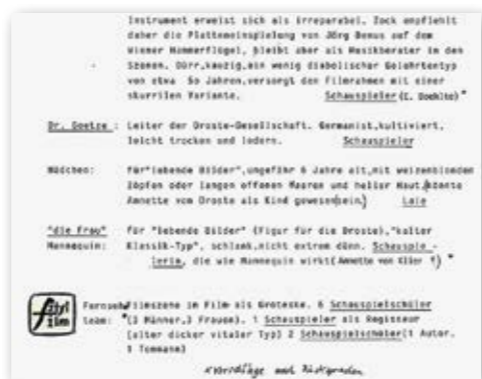 Instrument erweist sich als irreparabel. Zock empfiehlt
daher die Platteneinspielung von Jörg Demus auf dem
Wiener Hammerflügel, bleibt aber als Musikberater in den
Szenen. Dürr,kauzig,ein wenig diabolischer Gelehrtentyp
von etwa 50 Jahren,versorgt den Filmrahmen mit einer
skurrilen Variante. Schauspieler
Dr. Goetze : Leiter der Droste-Gesellschaft. Germanist,kultiviert,
leicht trocken und ledern. Schauspieler
Mädchen: für"lebende Bilder",ungefähr 6 Jahre alt,mit weizenblonden
Zöpfen oder langen offenen Haaren und heller Haut,könnte
Annette von Droste als Kind gewesen sein. Laie
"die Frau" für "lebende Bilder" (Figur für die Droste),"kalter
Mannequin: Klassik-Typ", schlank,nicht extrem dünn. Schauspie -
lerin, die wie Mannequin wirkt(Annette von
film Fernseh Filmszene im Film als Groteske. 6 Schauspielschüler
team: (3 Männer,3 Frauen). 1 Schauspieler als Regisseur
(alter dicker vitaler Typ) 2 Schauspielschüler(1 Autor.
1 Tonmann)
Vorschläge und Rückfragen